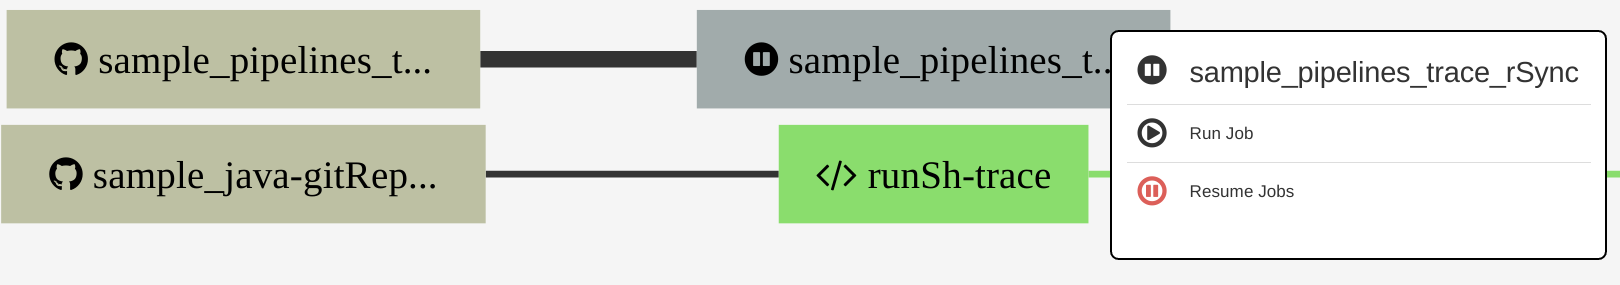 sample_pipelines_t...
sample_pipelines_t..
sample_pipelines_trace_rSync
Run Job
Resume Jobs
sample_java-gitRep...
runSh-trace